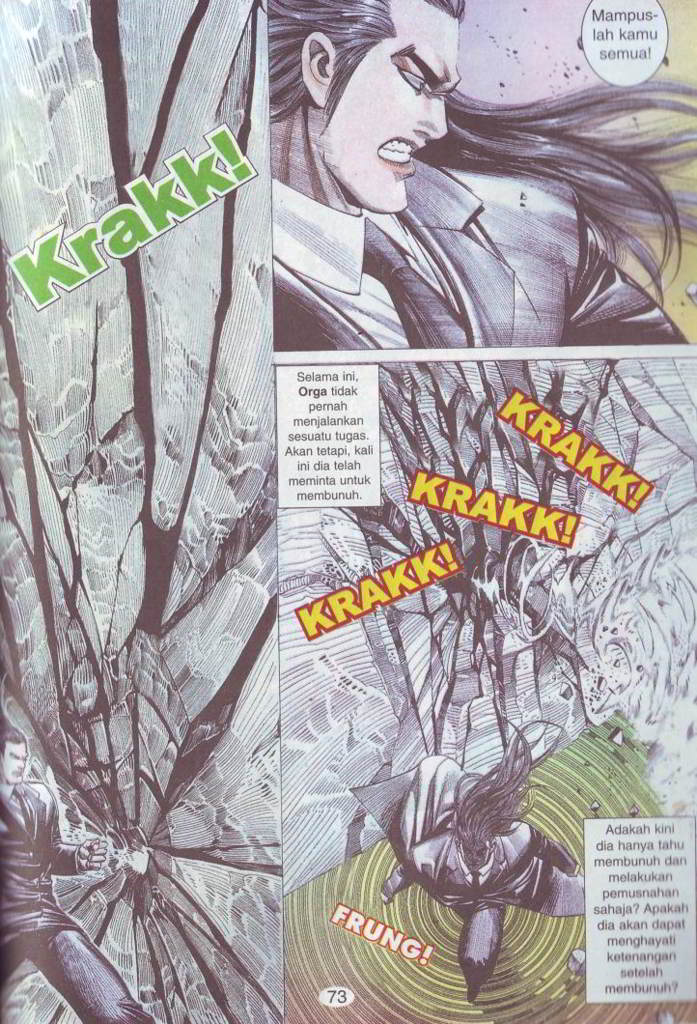 Krakk!
Mampus-
lah kamu
semua!
Selama ini,
Orga tidak
pernah
menjalankan
sesuatu tugas.
Akan tetapi, kali
ini dia telah
meminta untuk
membunuh.
KRAKK!
KRAKK!
KRAKK!
FRUNG!
Adakah kini
dia hanya tahu
membunuh dan
melakukan
pemusnahan
sahaja? Apakah
dia akan dapat
menghayati
ketenangan
setelah
membunuh?
73